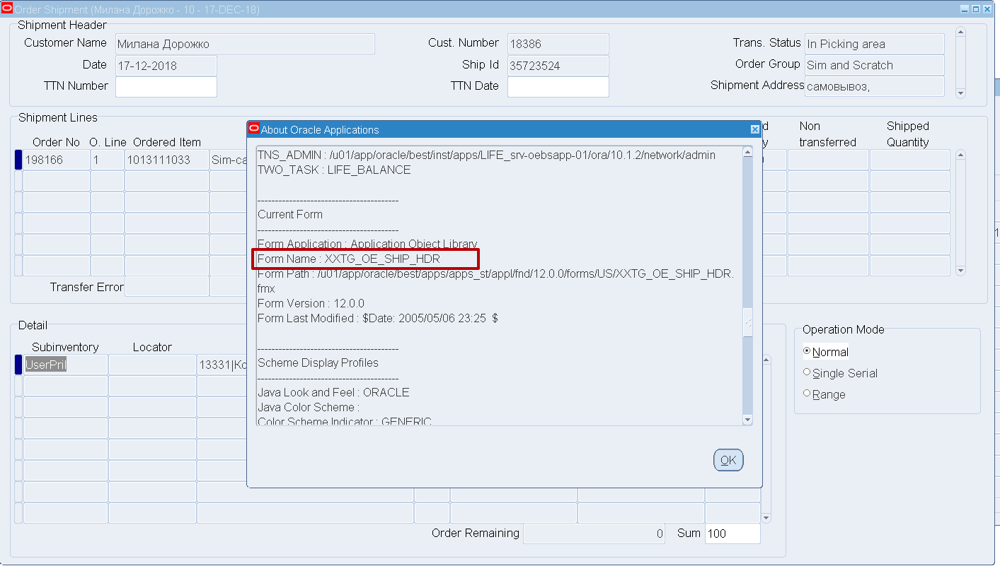 Order Shipment (Милана Дорожко - 10 - 17-DEC-18)
Shipment Header
Customer Name Милана Дорожко Cust. Number 18386 Trans. Status In Picking area
Date 17-12-2018 Ship Id 35723524 Order Group Sim and Scratch
TTN Number TTN Date Shipment Address самовывоз,
Shipment Lines
Non Shipped
Order No O. Line Ordered Item transferred Quantity
198166 1 1013111033 Sim-ca
Transfer Error
About Oracle Applications
TNS_ADMIN : /u01/app/oracle/best/inst/apps/LIFE_srv-oebsapp-01/ora/10.1.2/network/admin
TWO_TASK : LIFE_BALANCE
----------------------------------------
Current Form
----------------------------------------
Form Application : Application Object Library
Form Name : XXTG_OE_SHIP_HDR
Form Path : /u01/app/oracle/best/apps/apps_st/appl/fnd/12.0.0/forms/US/XXTG_OE_SHIP_HDR.
fmx
Form Version : 12.0.0
Form Last Modified : $Date: 2005/05/06 23:25 $
----------------------------------------
Scheme Display Profiles
----------------------------------------
Java Look and Feel : ORACLE
Java Color Scheme :
Color Scheme Indicator : GENERIC
OK
Detail
Subinventory Locator
UserPril 13331|Ко
Operation Mode
Normal
Single Serial
Range
Order Remaining 0 Sum 100